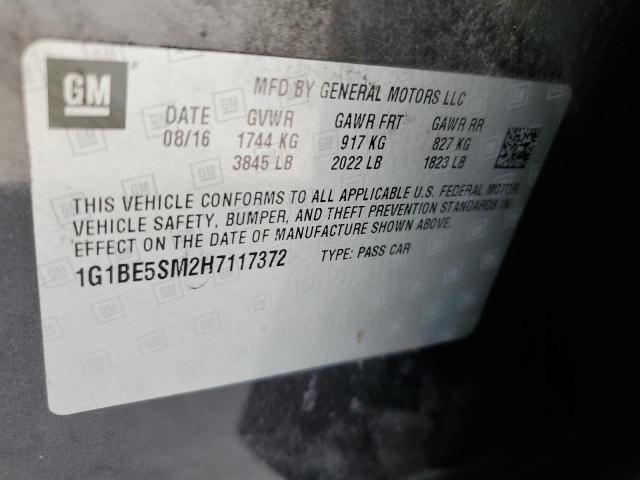 GM
MFD BY GENERAL MOTORS LLC
DATE GVWR GAWR FRT GAWR RR
08/16 1744 KG 917 KG 827 KG
3845 LB 2022 LB 1823 LB
THIS VEHICLE CONFORMS TO ALL APPLICABLE U.S. FEDERAL MOTOR
VEHICLE SAFETY, BUMPER, AND THEFT PREVENTION STANDARDS IN
EFFECT ON THE DATE OF MANUFACTURE SHOWN ABOVE.
1G1BE5SM2H7117372 TYPE: PASS CAR